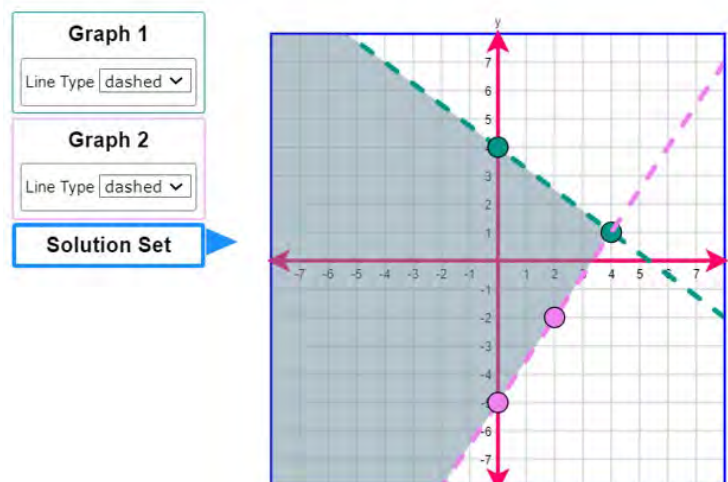 Graph 1
Line Type dashed
Graph 2
Line Type dashed
Solution Set
y
7
6
5
3
2
1
-7 -6 -5 -4 -3 -2 -1 1 2 4 5 6 7
-1
-2
-3
-4
-5
-6
-7